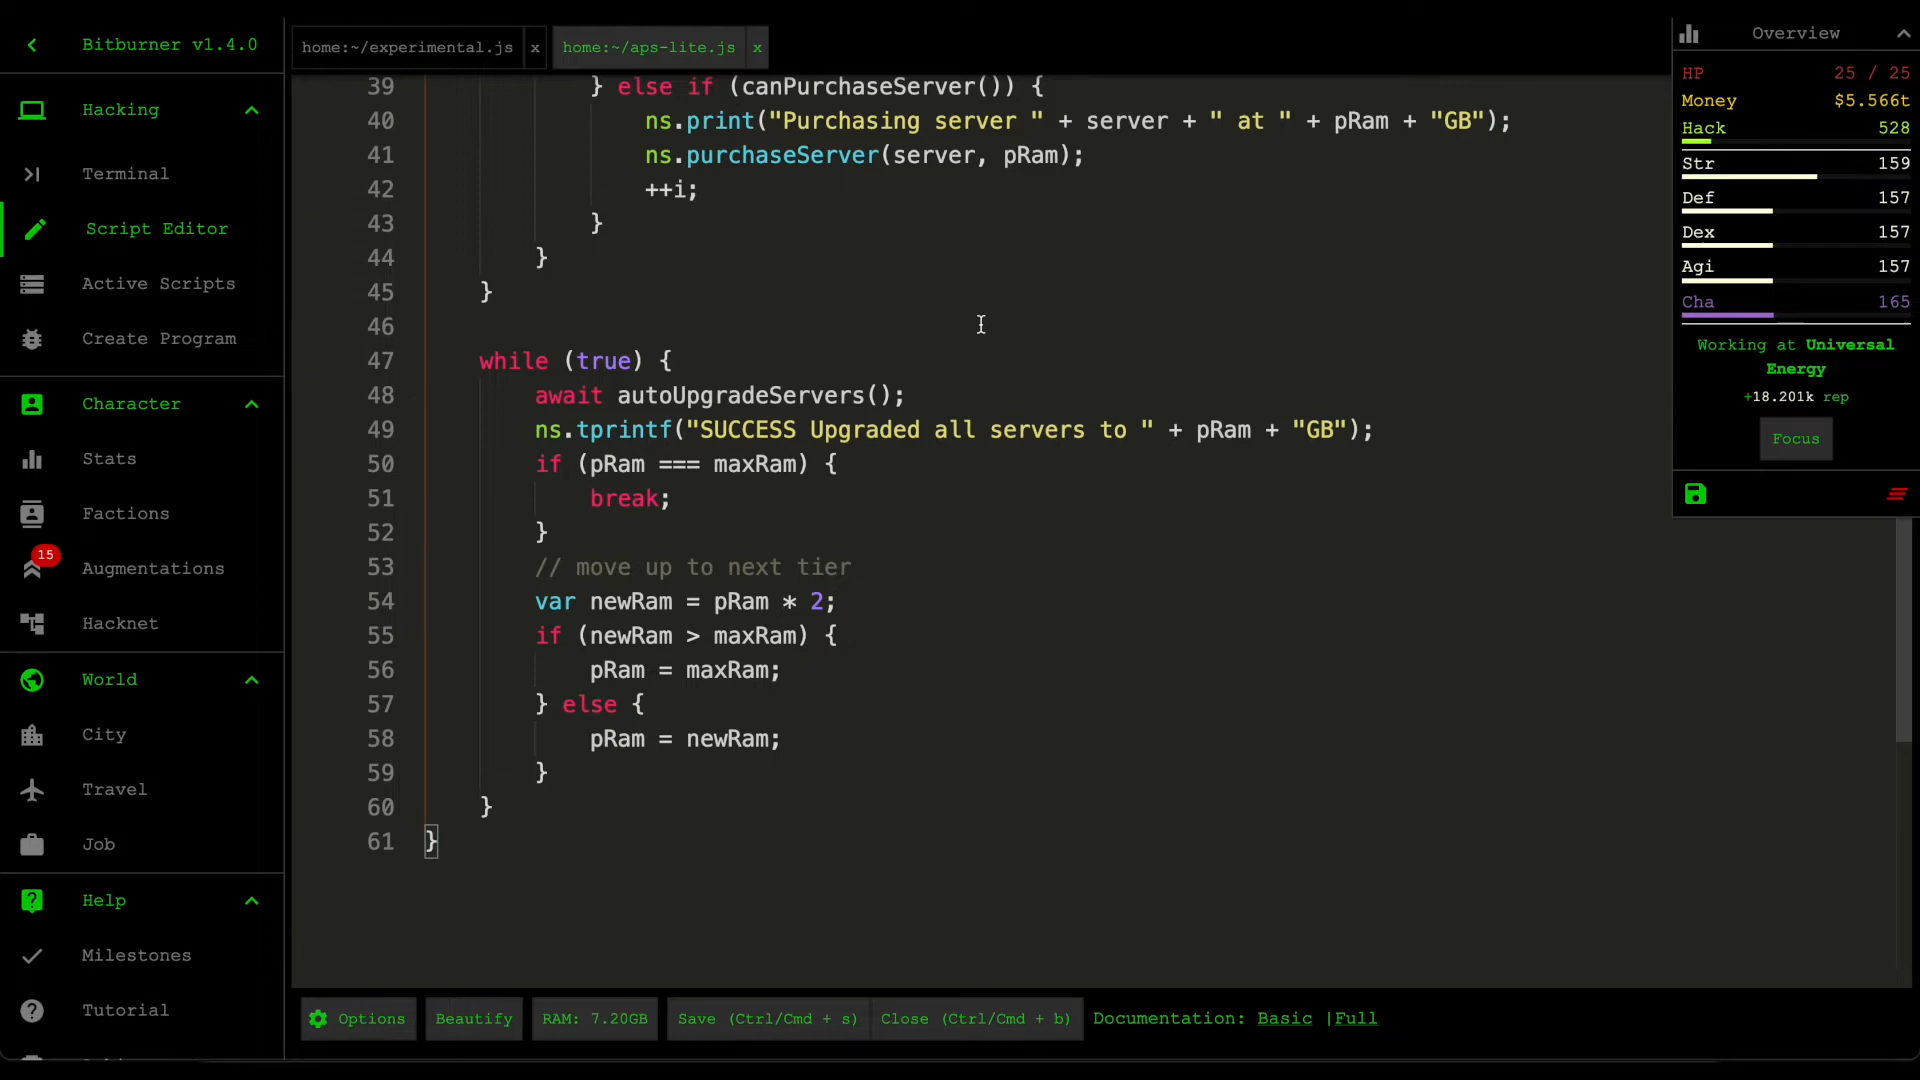 Bitburner v1.4.0
Hacking
Terminal
Script Editor
Active Scripts
Create Program
Character
Stats
Factions
15
Augmentations
Hacknet
World
City
Travel
Job
Help
Milestones
Tutorial
home:~/experimental.js x
home:~/aps-lite.js x
39 } else if (canPurchaseServer()) {
40 ns.print("Purchasing server " + server + " at " + pRam + "GB");
41 ns.purchaseServer(server, pRam);
42 ++i;
43 }
44 }
45 }
46
47 while (true) {
48 await autoUpgradeServers();
49 ns.tprintf("SUCCESS Upgraded all servers to " + pRam + "GB");
50 if (pRam === maxRam) {
51 break;
52 }
53 // move up to next tier
54 var newRam = pRam * 2;
55 if (newRam > maxRam) {
56 pRam = maxRam;
57 } else {
58 pRam = newRam;
59 }
60 }
61 }
Options
Beautify
RAM: 7.20GB
Save (Ctrl/Cmd + s)
Close (Ctrl/Cmd + b)
Documentation: Basic |Full
Overview
HP 25 / 25
Money $5.566t
Hack 528
Str 159
Def 157
Dex 157
Agi 157
Cha 165
Working at Universal
Energy
+18.201k rep
Focus